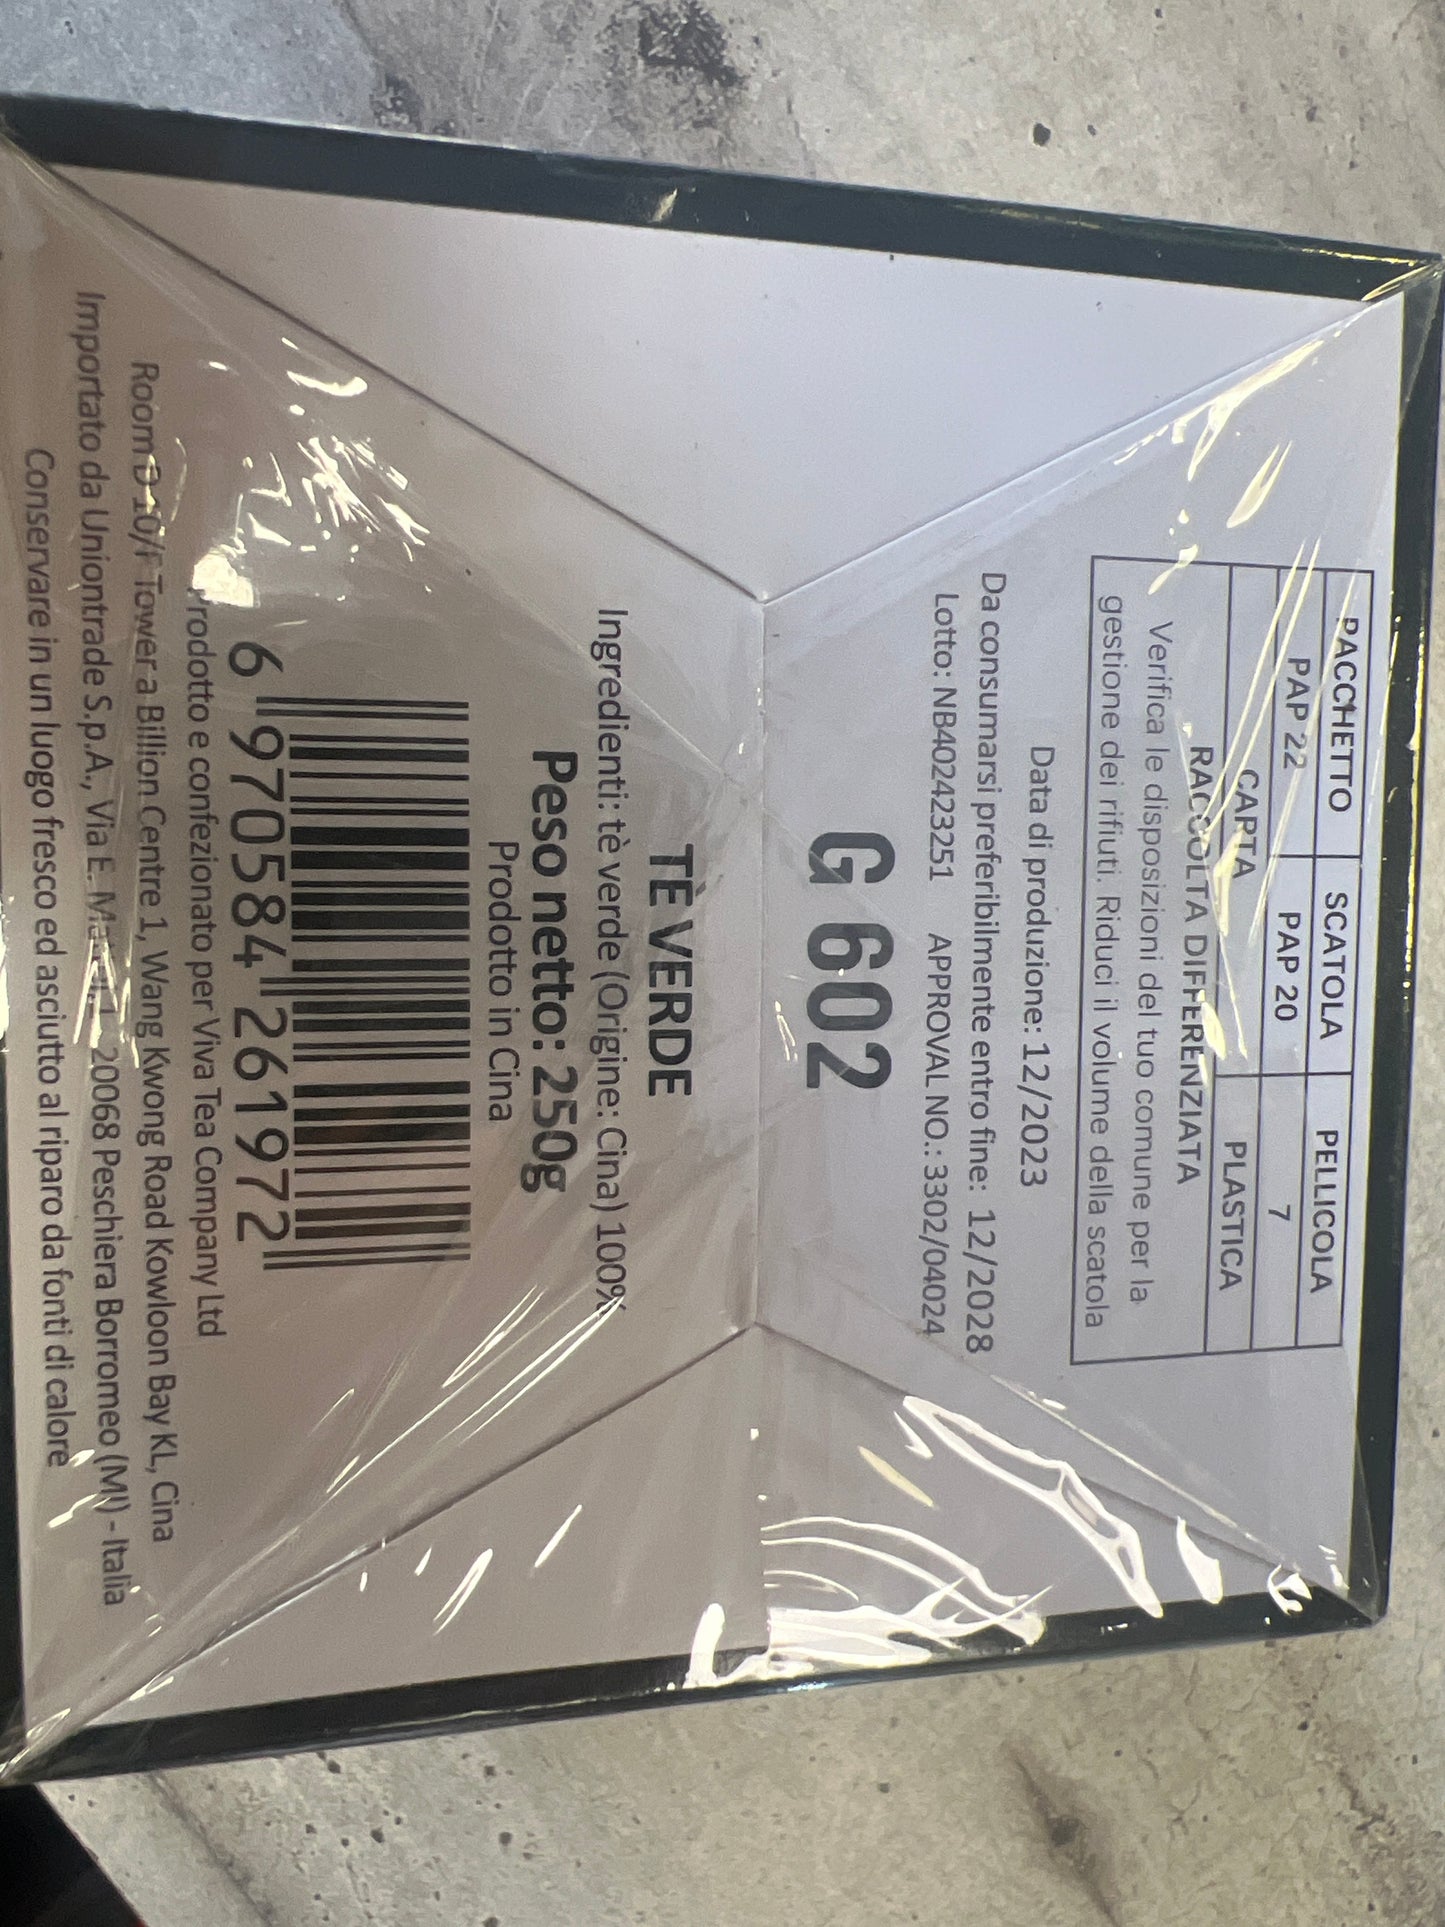 PACCHETTO SCATOLA PELLICOLA
PAP 22 PAP 20 7
CARTA PLASTICA
RACCOLTA DIFFERENZIATA
Verifica le disposizioni del tuo comune per la
gestione dei rifiuti. Riduci il volume della scatola
Data di produzione: 12/2023
Da consumarsi preferibilmente entro fine: 12/2028
Lotto: NB402423251 APPROVAL NO.: 3302/04024
G 602
TÈ VERDE
Ingredienti: tè verde (Origine: Cina) 100%
Peso netto: 250g
Prodotto in Cina
6 970584 261972
Prodotto e confezionato per Viva Tea Company Ltd
Room D 10/F Tower a Billion Centre 1, Wang Kwong Road Kowloon Bay KL, Cina
Importato da Uniontrade S.p.A., Via E. 20068 Peschiera Borromeo (MI) - Italia
Conservare in un luogo fresco ed asciutto al riparo da fonti di calore